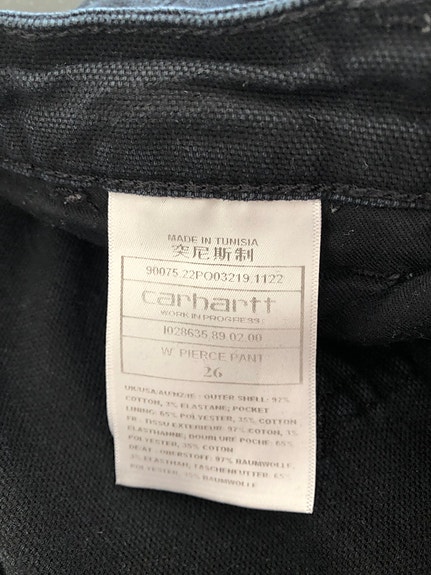 MADE IN TUNISIA
突尼斯制
90075 22PO03219 1122
carhartt
WORK IN PROGRESS
I028635 89 02 00
W' PIERCE PANT
26
UK/USA/AU/NZ/IE - OUTER SHELL: 97%
COTTON, 3% ELASTANE; POCKET
LINING: 65% POLYESTER, 35% COTTON
FR - TISSU EXTERIEUR: 97% COTON, 3%
ELASTHANNE; DOUBLURE POCHE: 65%
POLYESTER, 35% COTON
DE/AT - OBERSTOFF: 97% BAUMWOLLE
3% ELASTHAN, TASCHENFUTTER: 65%
POLYESTER, 35% BAUMWOLLE